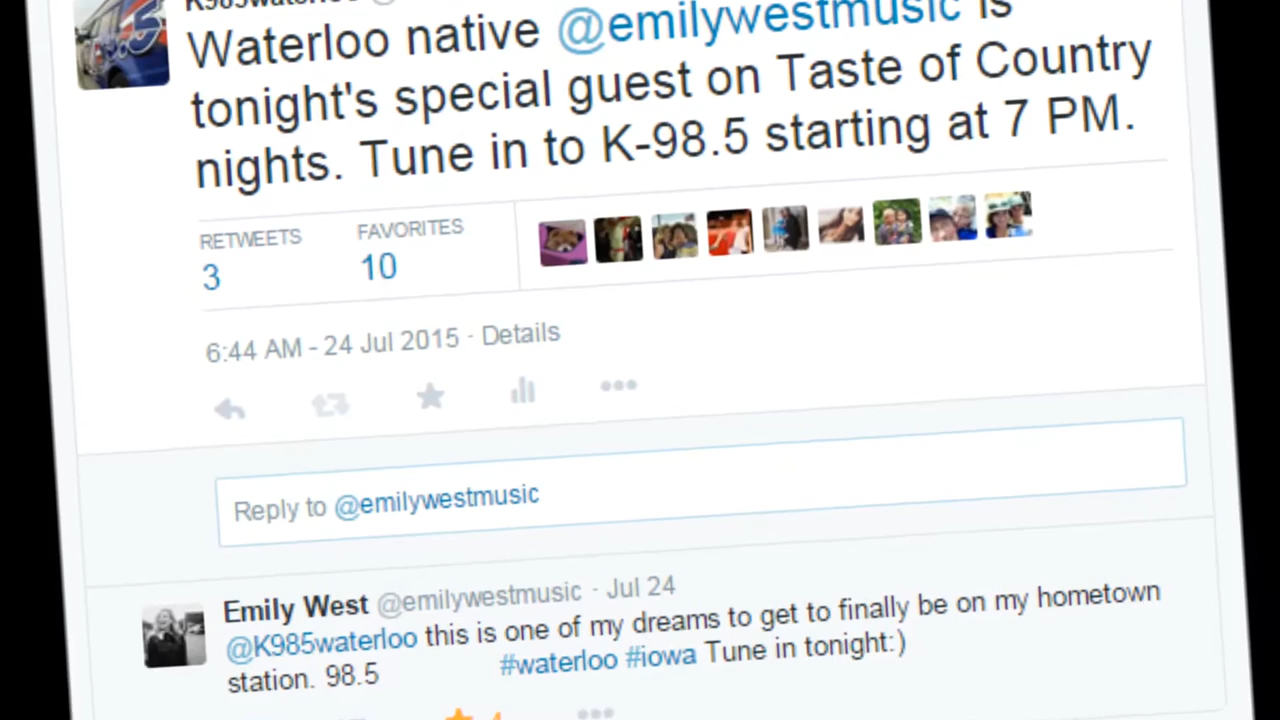 K985waterloo
Waterloo native @emilywestmusic is
tonight's special guest on Taste of Country
nights. Tune in to K-98.5 starting at 7 PM.
RETWEETS FAVORITES
3 10
6:44 AM - 24 Jul 2015 · Details
Reply to @emilywestmusic
Emily West @emilywestmusic · Jul 24
@K985waterloo this is one of my dreams to get to finally be on my hometown
station. 98.5 #waterloo #iowa Tune in tonight:)